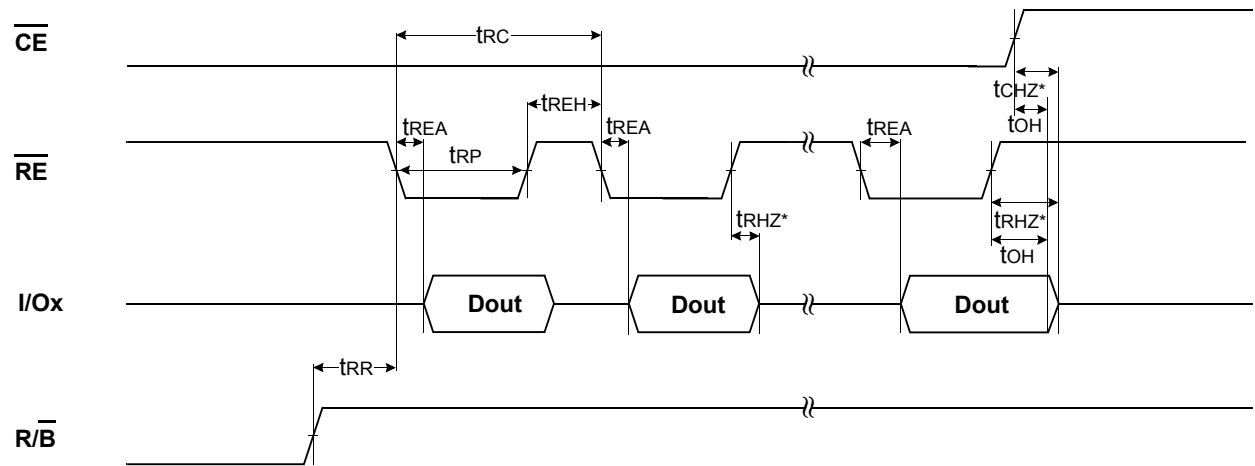 CE
tRC
tCHZ*
tREH
tOH
tREA
tREA
tREA
tRP
RE
tRHZ*
tRHZ*
tOH
I/Ox
Dout
Dout
Dout
tRR
R/B